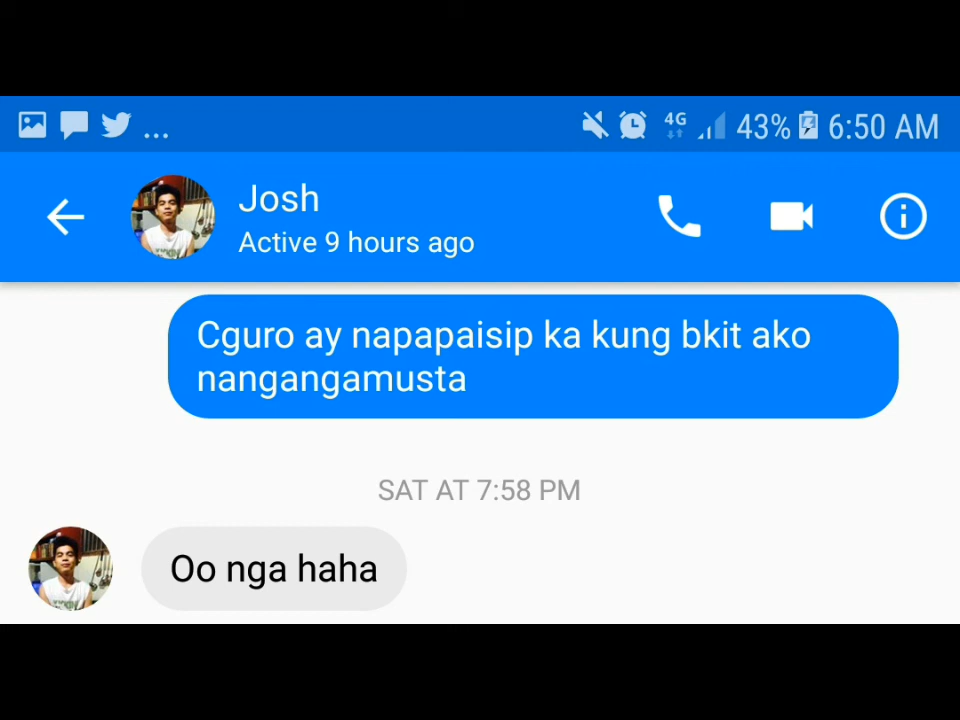 ... 4G 43% 6:50 AM
Josh
Active 9 hours ago
Cguro ay napapaisip ka kung bkit ako
nangangamusta
SAT AT 7:58 PM
Oo nga haha